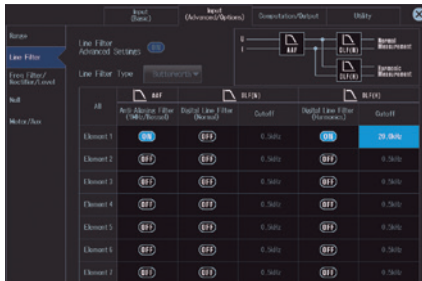 Input
(Basic)
Input
(Advanced/Options)
Computation/Output
Utility
Range
Line Filter
Freq Filter/
Rectifier/Level
Null
Motor/Aux
Line Filter
Advanced Settings
ON
Line Filter Type
Butterworth
U
I
AAF
DLF(N)
Normal
Measurement
DLF(H)
Harmonic
Measurement
All
AAF
DLF(N)
DLF(H)
Anti-Aliasing Filter
(1MHz/Bessel)
Digital Line Filter
(Normal)
Cutoff
Digital Line Filter
(Harmonics)
Cutoff
Element 1 ON OFF 0.5kHz ON 20.0kHz
Element 2 OFF OFF 0.5kHz OFF 0.5kHz
Element 3 OFF OFF 0.5kHz OFF 0.5kHz
Element 4 OFF OFF 0.5kHz OFF 0.5kHz
Element 5 OFF OFF 0.5kHz OFF 0.5kHz
Element 6 OFF OFF 0.5kHz OFF 0.5kHz
Element 7 OFF OFF 0.5kHz OFF 0.5kHz